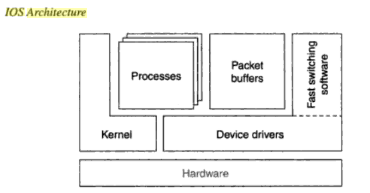 IOS Architecture
Processes
Packet
buffers
Fast switching
software
Kernel
Device drivers
Hardware